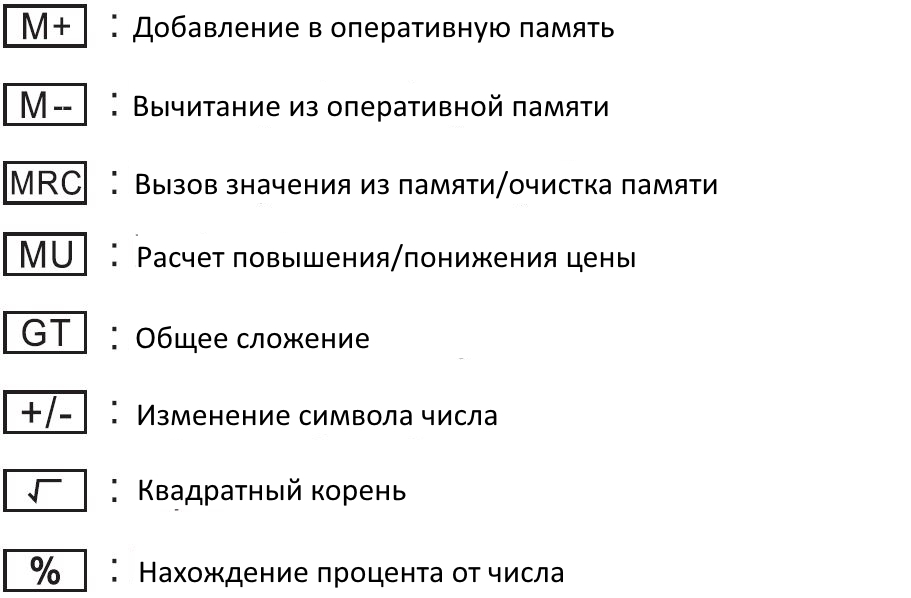 M+ : Добавление в оперативную память
M-- : Вычитание из оперативной памяти
MRC : Вызов значения из памяти/очистка памяти
MU : Расчет повышения/понижения цены
GT : Общее сложение
+/- : Изменение символа числа
√ : Квадратный корень
% : Нахождение процента от числа